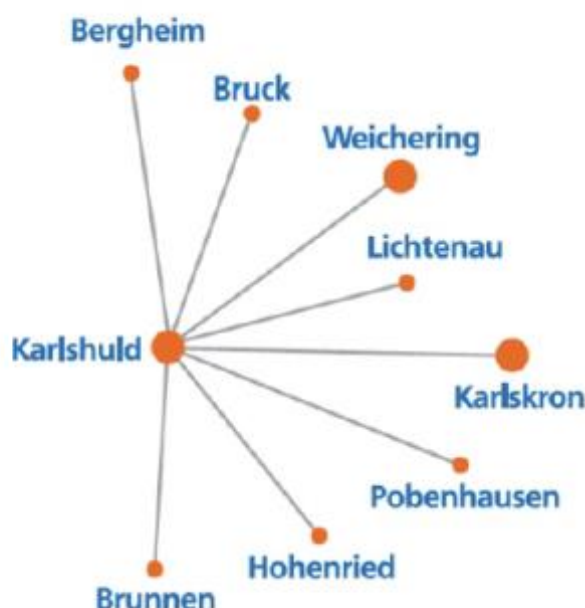 Bergheim
Bruck
Weichering
Lichtenau
Karlshuld
Karlskron
Pobenhausen
Hohenried
Brunnen